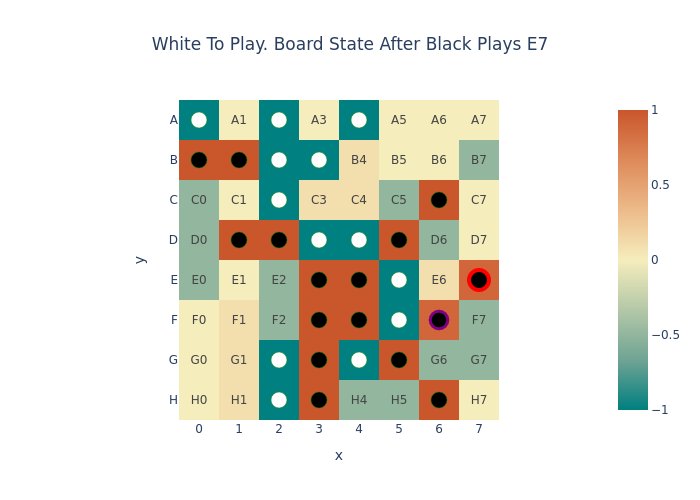 White To Play. Board State After Black Plays E7
A A1 A3 A5 A6 A7
B B4 B5 B6 B7
C C0 C1 C3 C4 C5 C7
D D0 D6 D7
E E0 E1 E2 E6
F F0 F1 F2 F7
G G0 G1 G6 G7
H H0 H1 H4 H5 H7
0 1 2 3 4 5 6 7
x
y
1
0.5
0
−0.5
−1